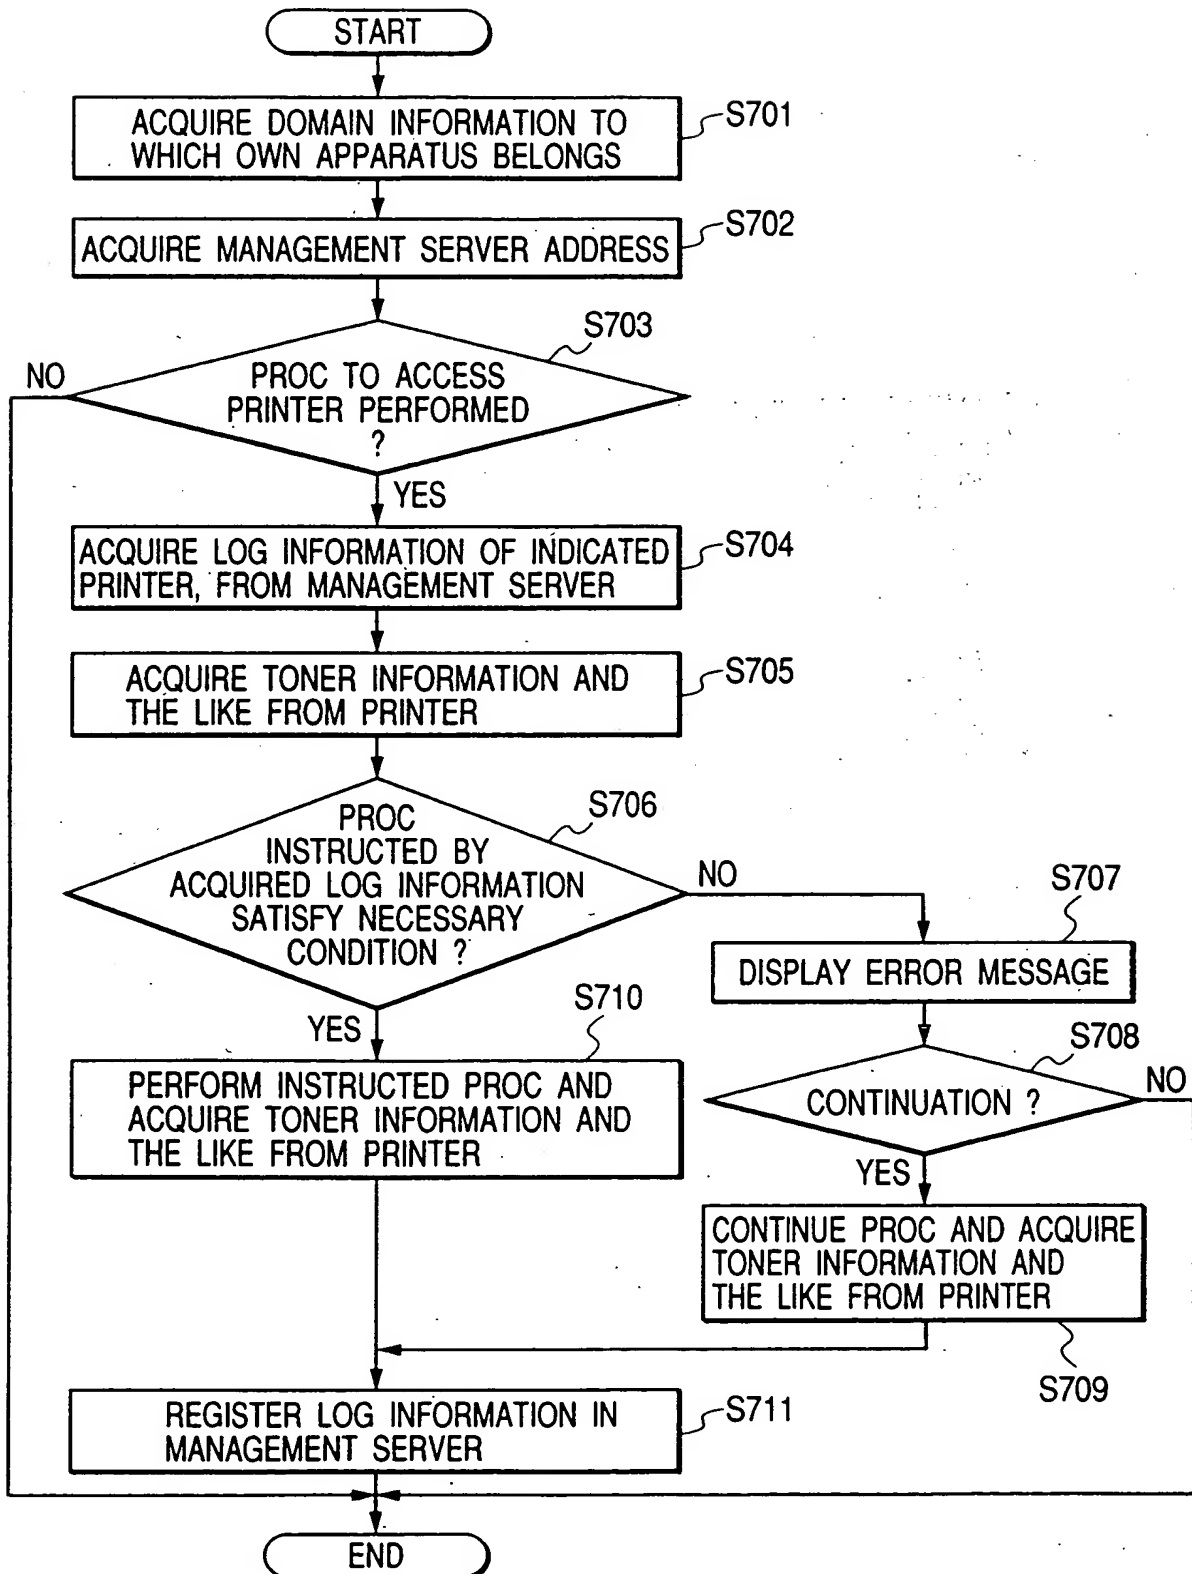 START
ACQUIRE DOMAIN INFORMATION TO
WHICH OWN APPARATUS BELONGS
S701
ACQUIRE MANAGEMENT SERVER ADDRESS
S702
S703
NO
PROC TO ACCESS
PRINTER PERFORMED
?
YES
ACQUIRE LOG INFORMATION OF INDICATED
PRINTER, FROM MANAGEMENT SERVER
S704
ACQUIRE TONER INFORMATION AND
THE LIKE FROM PRINTER
S705
S706
PROC
INSTRUCTED BY
ACQUIRED LOG INFORMATION
SATISFY NECESSARY
CONDITION ?
NO
S707
DISPLAY ERROR MESSAGE
YES
S710
S708
CONTINUATION ?
NO
PERFORM INSTRUCTED PROC AND
ACQUIRE TONER INFORMATION AND
THE LIKE FROM PRINTER
YES
CONTINUE PROC AND ACQUIRE
TONER INFORMATION AND
THE LIKE FROM PRINTER
S709
REGISTER LOG INFORMATION IN
MANAGEMENT SERVER
S711
END